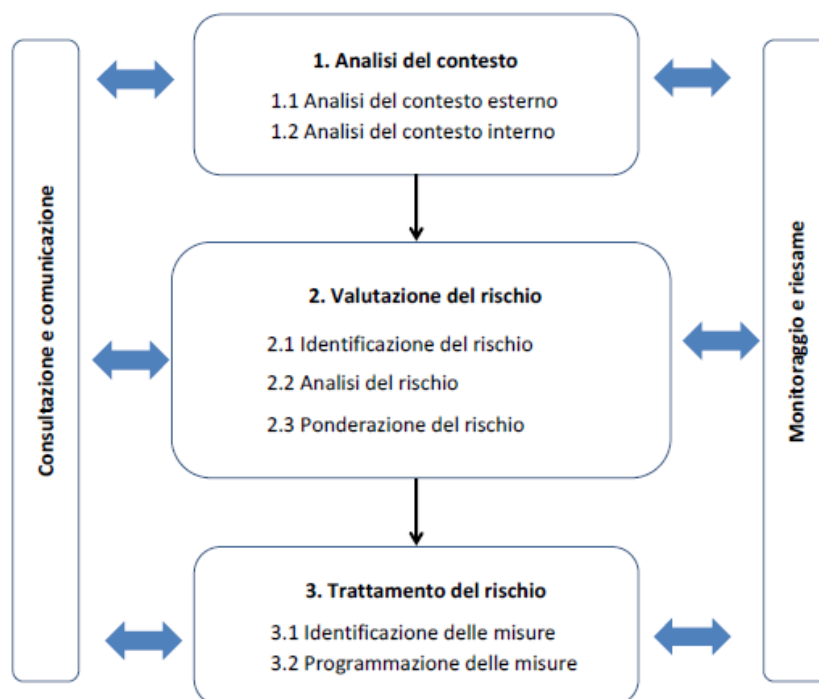 Consultazione e comunicazione
1. Analisi del contesto
1.1 Analisi del contesto esterno
1.2 Analisi del contesto interno
2. Valutazione del rischio
2.1 Identificazione del rischio
2.2 Analisi del rischio
2.3 Ponderazione del rischio
3. Trattamento del rischio
3.1 Identificazione delle misure
3.2 Programmazione delle misure
Monitoraggio e riesame